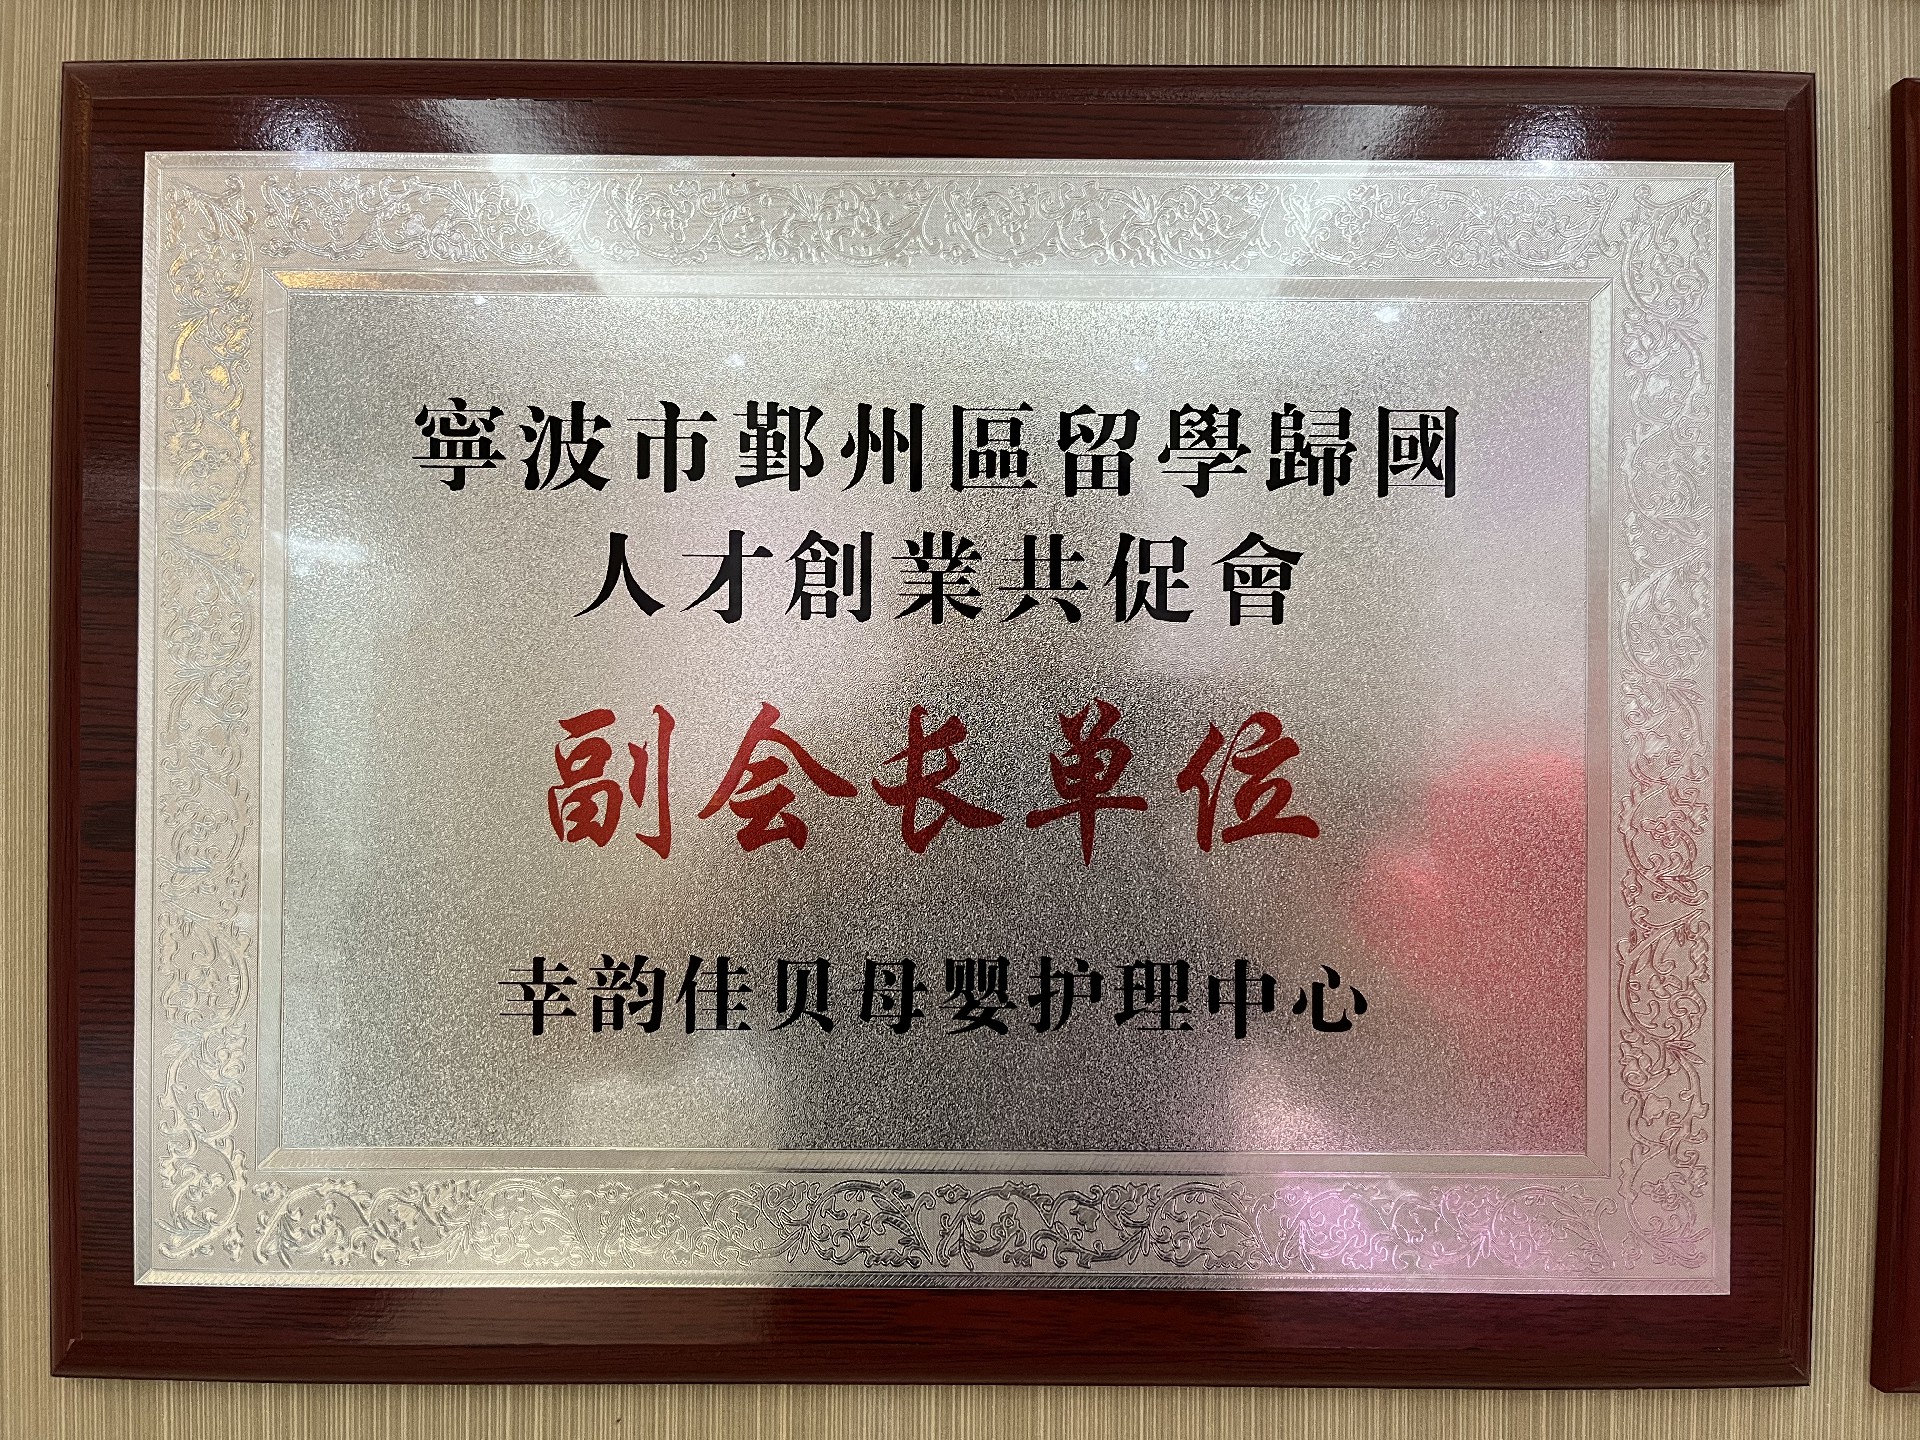 寧波市鄞州區留學歸國
人才創業共促會
副会长单位
幸韵佳贝母婴护理中心